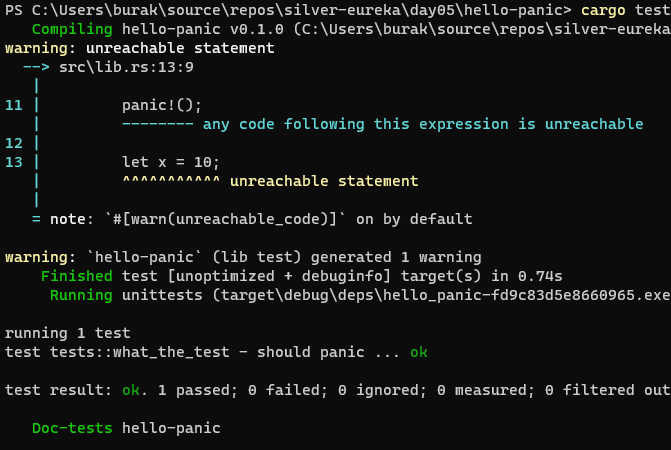 PS C:\Users\burak\source\repos\silver-eureka\day05\hello-panic> cargo test
   Compiling hello-panic v0.1.0 (C:\Users\burak\source\repos\silver-eureka
warning: unreachable statement
  --> src\lib.rs:13:9
   |
11 |         panic!();
   |         -------- any code following this expression is unreachable
12 |
13 |         let x = 10;
   |         ^^^^^^^^^^^ unreachable statement
   |
   = note: `#[warn(unreachable_code)]` on by default
warning: `hello-panic` (lib test) generated 1 warning
    Finished test [unoptimized + debuginfo] target(s) in 0.74s
     Running unittests (target\debug\deps\hello_panic-fd9c83d5e8660965.exe
running 1 test
test tests::what_the_test - should panic ... ok
test result: ok. 1 passed; 0 failed; 0 ignored; 0 measured; 0 filtered out
   Doc-tests hello-panic